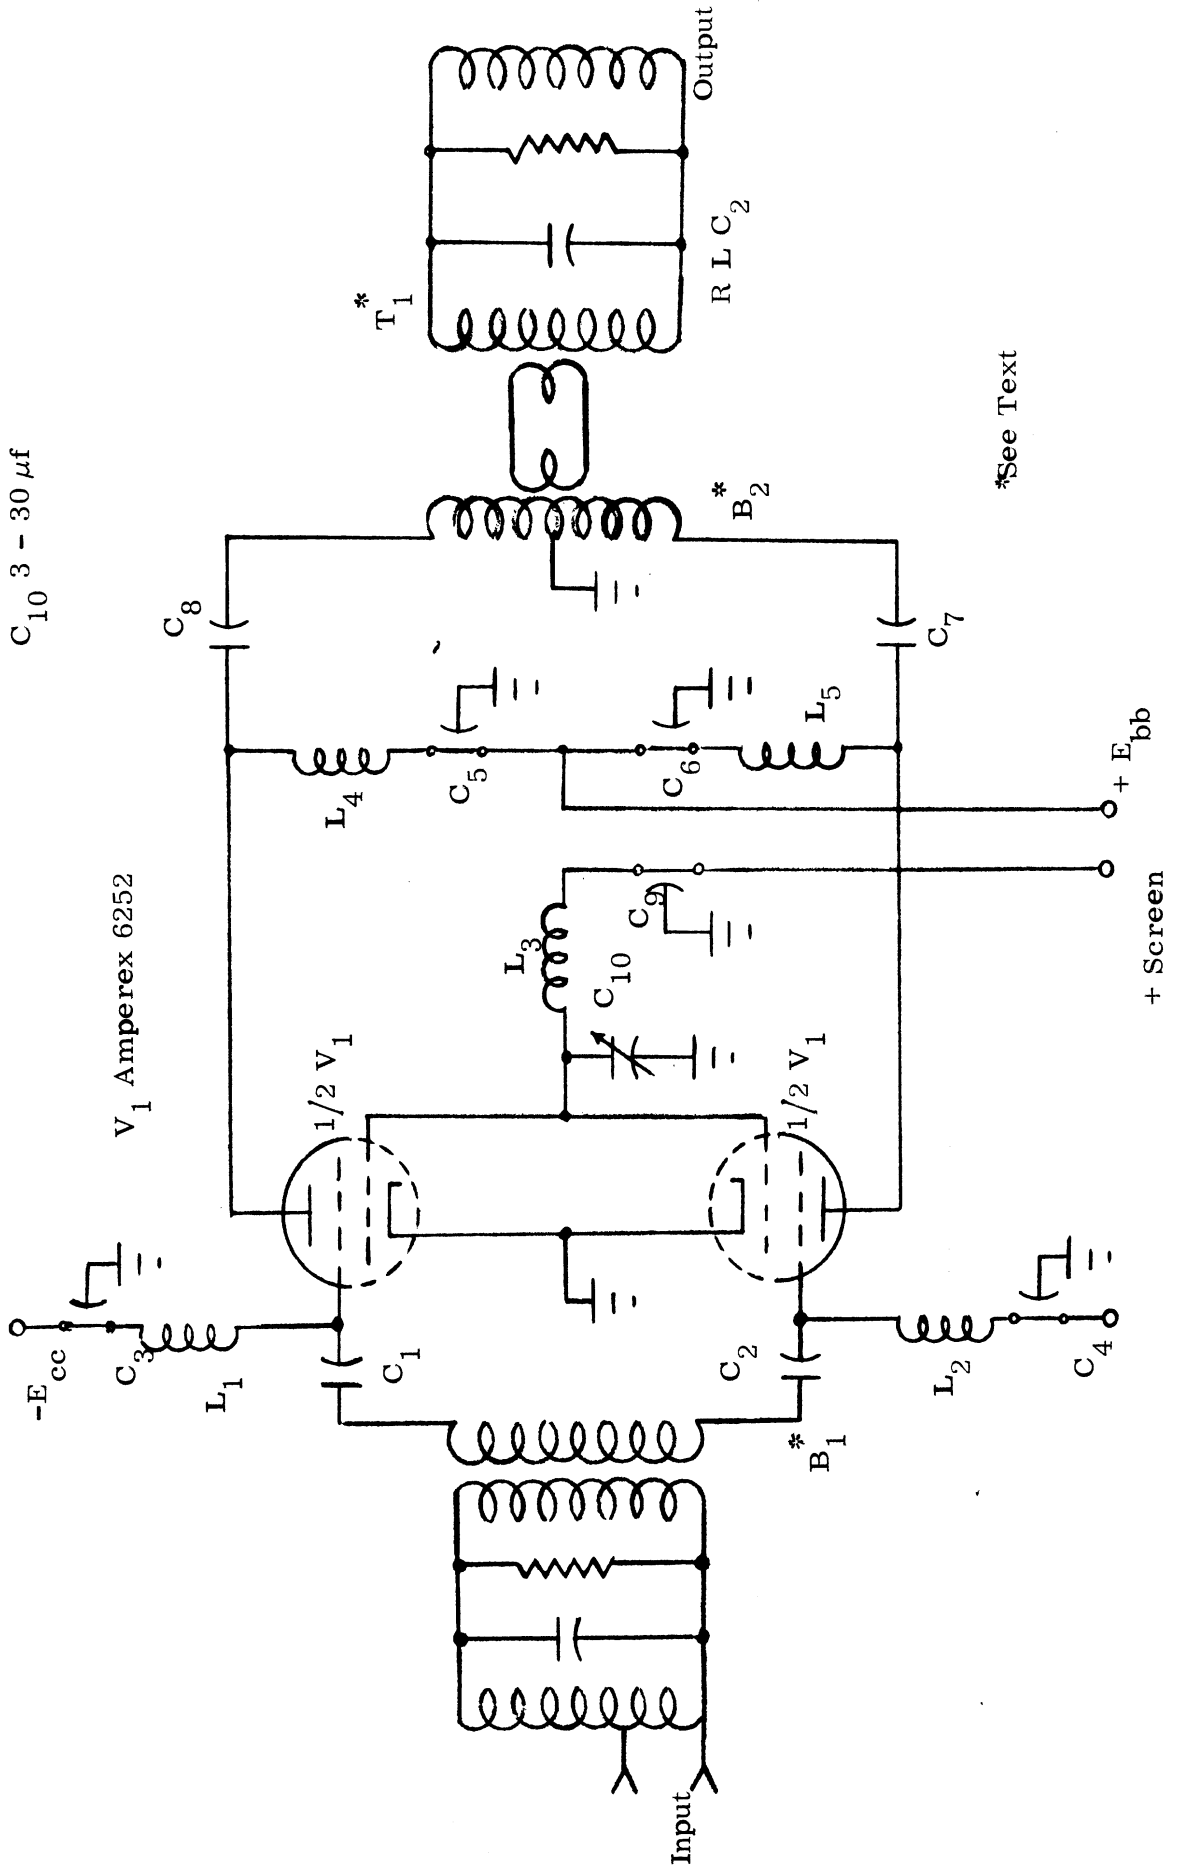 C10 3 – 30 μf
V1 Amperex 6252
-Ecc
C3
L1
C1
1/2 V1
C8
L4
C5
T1*
Output
R L C2
L3
C9
C10
B2*
Input
B1*
C2
1/2 V1
C6
L5
C7
L2
C4
+ Screen
+ Ebb
*See Text